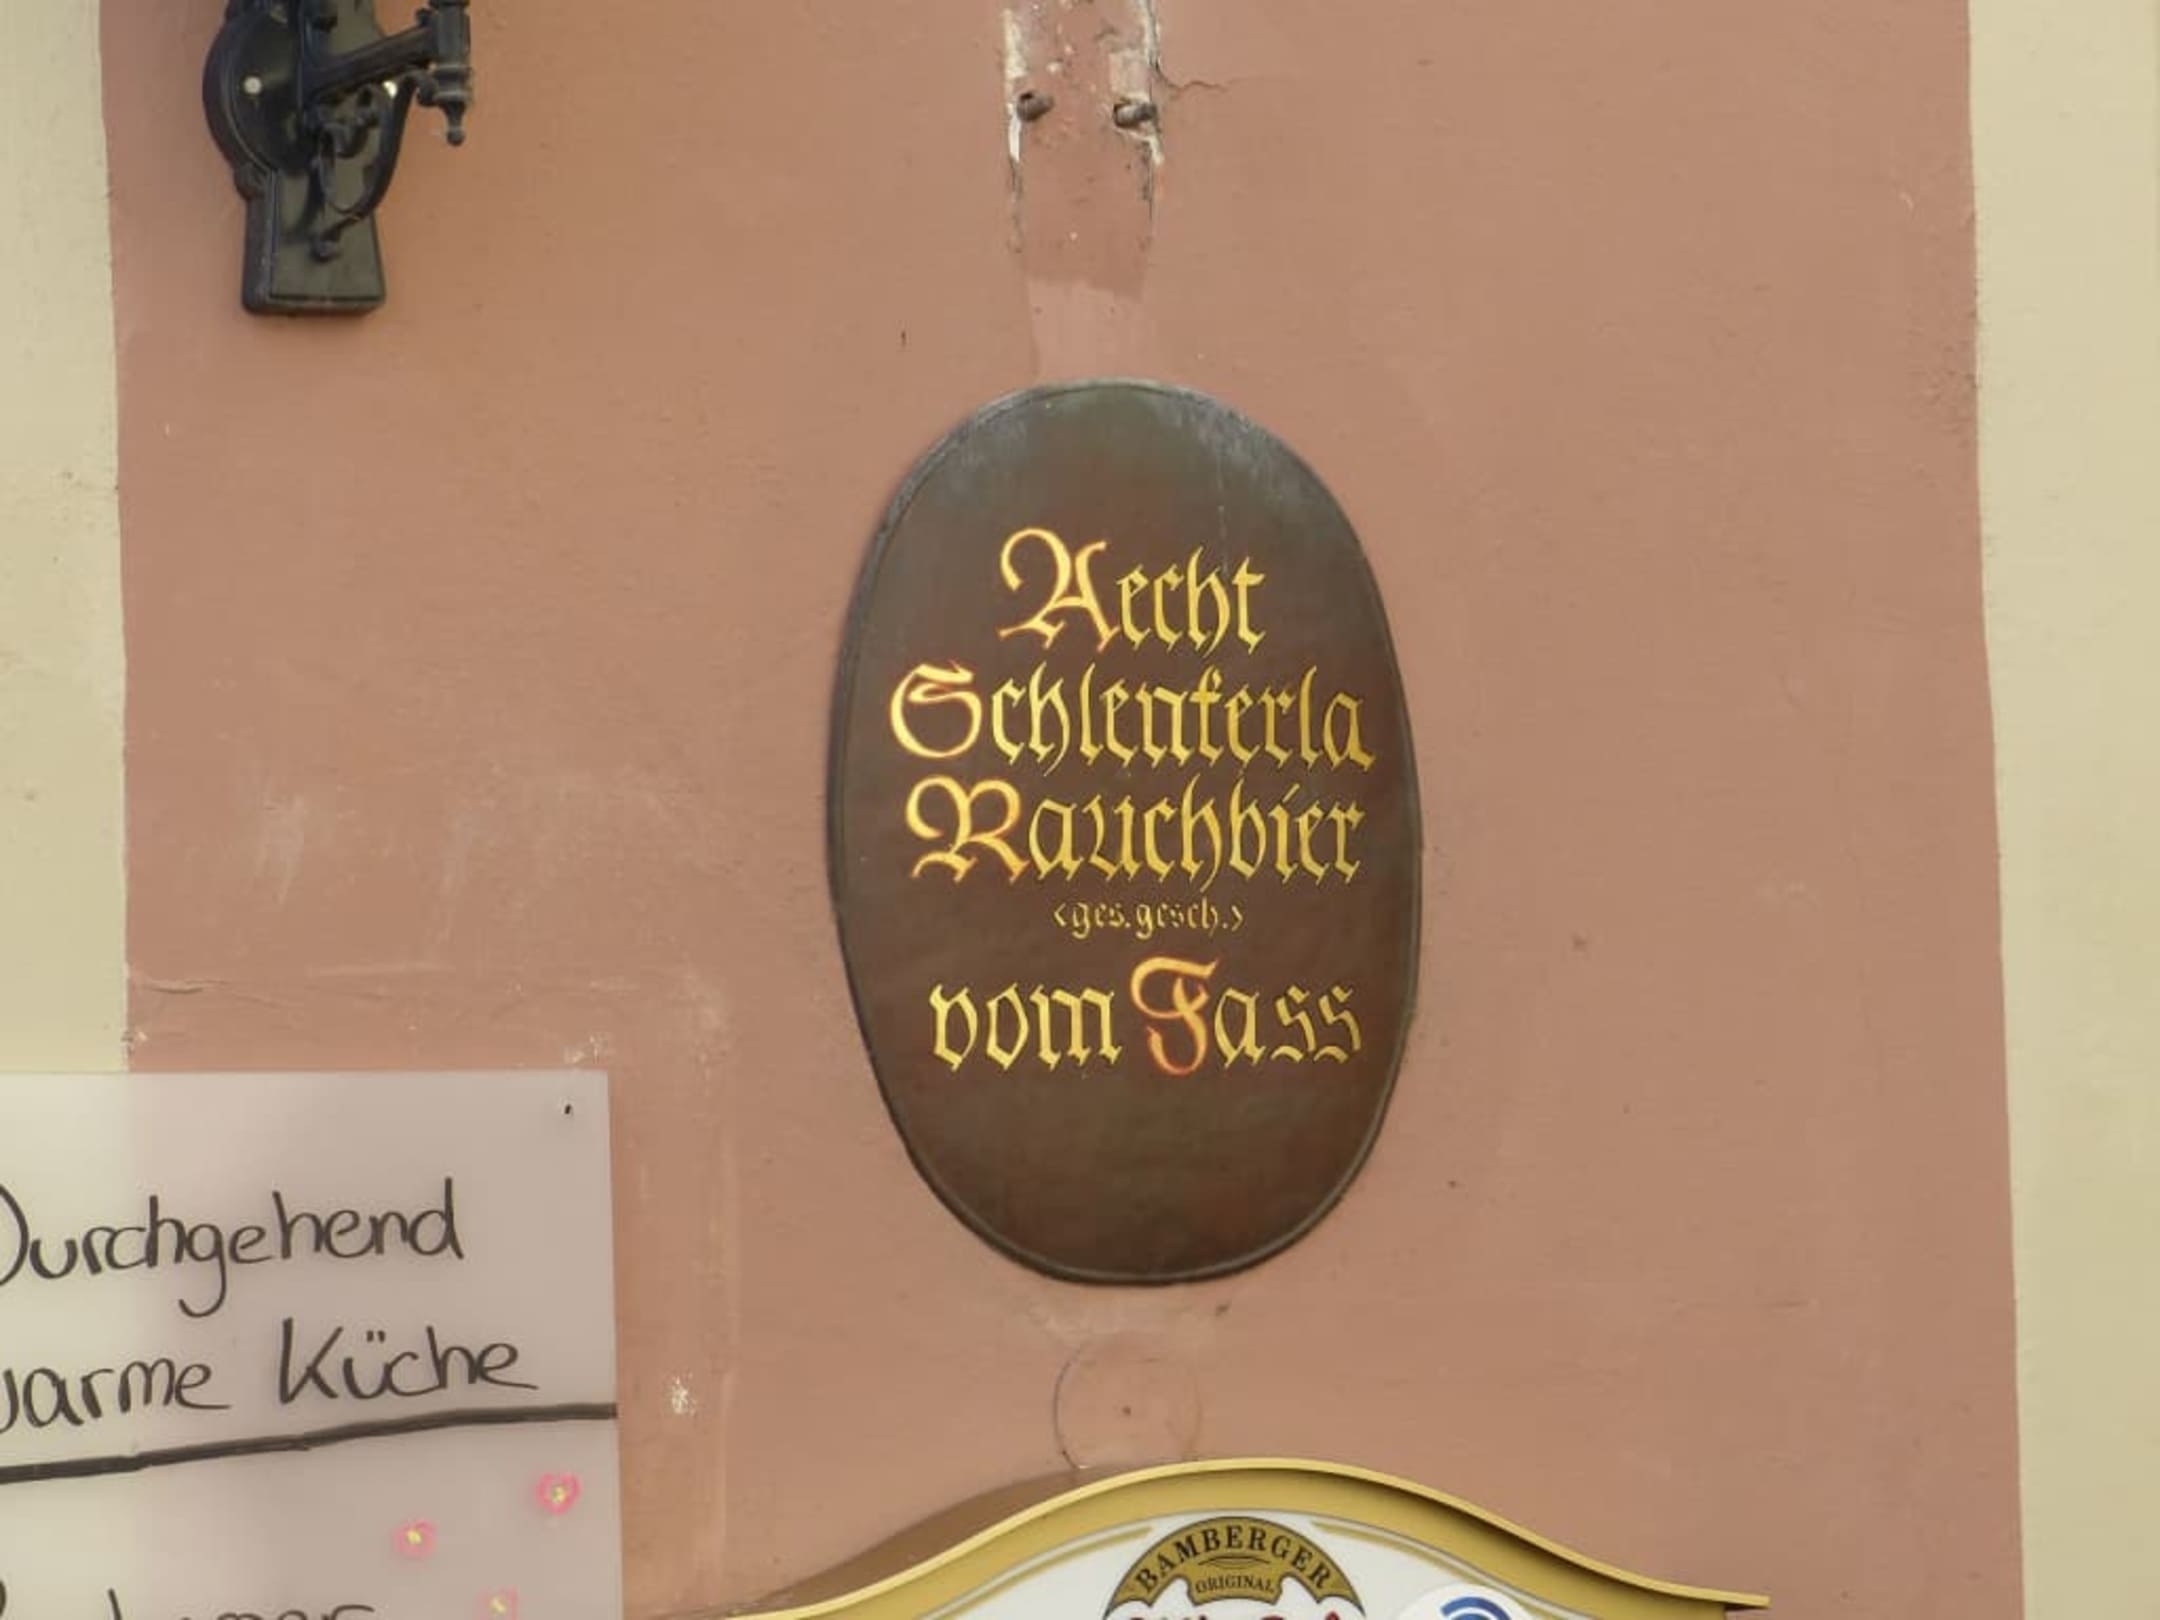 Aecht
Schlenkerla
Rauchbier
<ges.gesch.>
vom Fass
Durchgehend
warme Küche
BAMBERGER
ORIGINAL